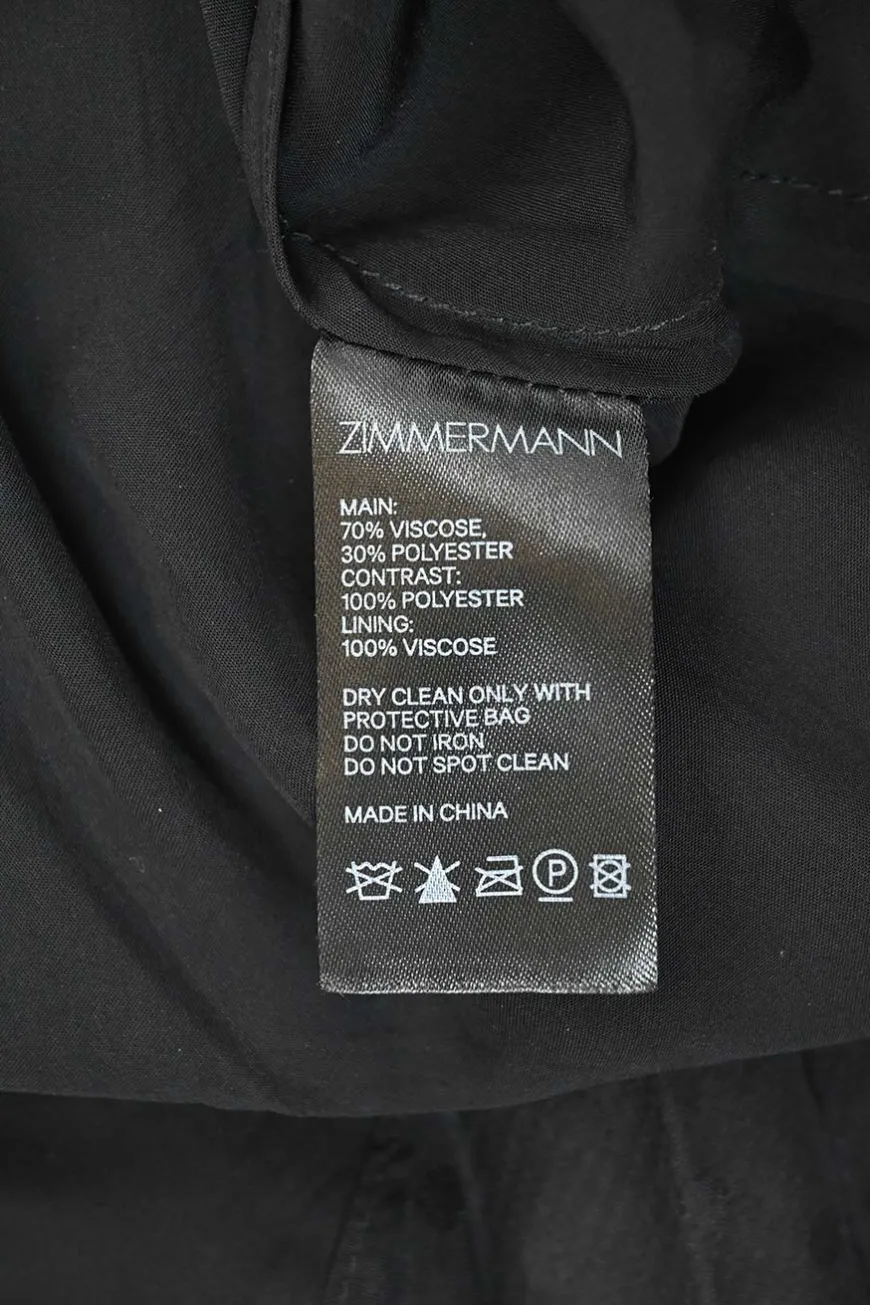 ZIMMERMANN
MAIN:
70% VISCOSE,
30% POLYESTER
CONTRAST:
100% POLYESTER
LINING:
100% VISCOSE
DRY CLEAN ONLY WITH
PROTECTIVE BAG
DO NOT IRON
DO NOT SPOT CLEAN
MADE IN CHINA
P